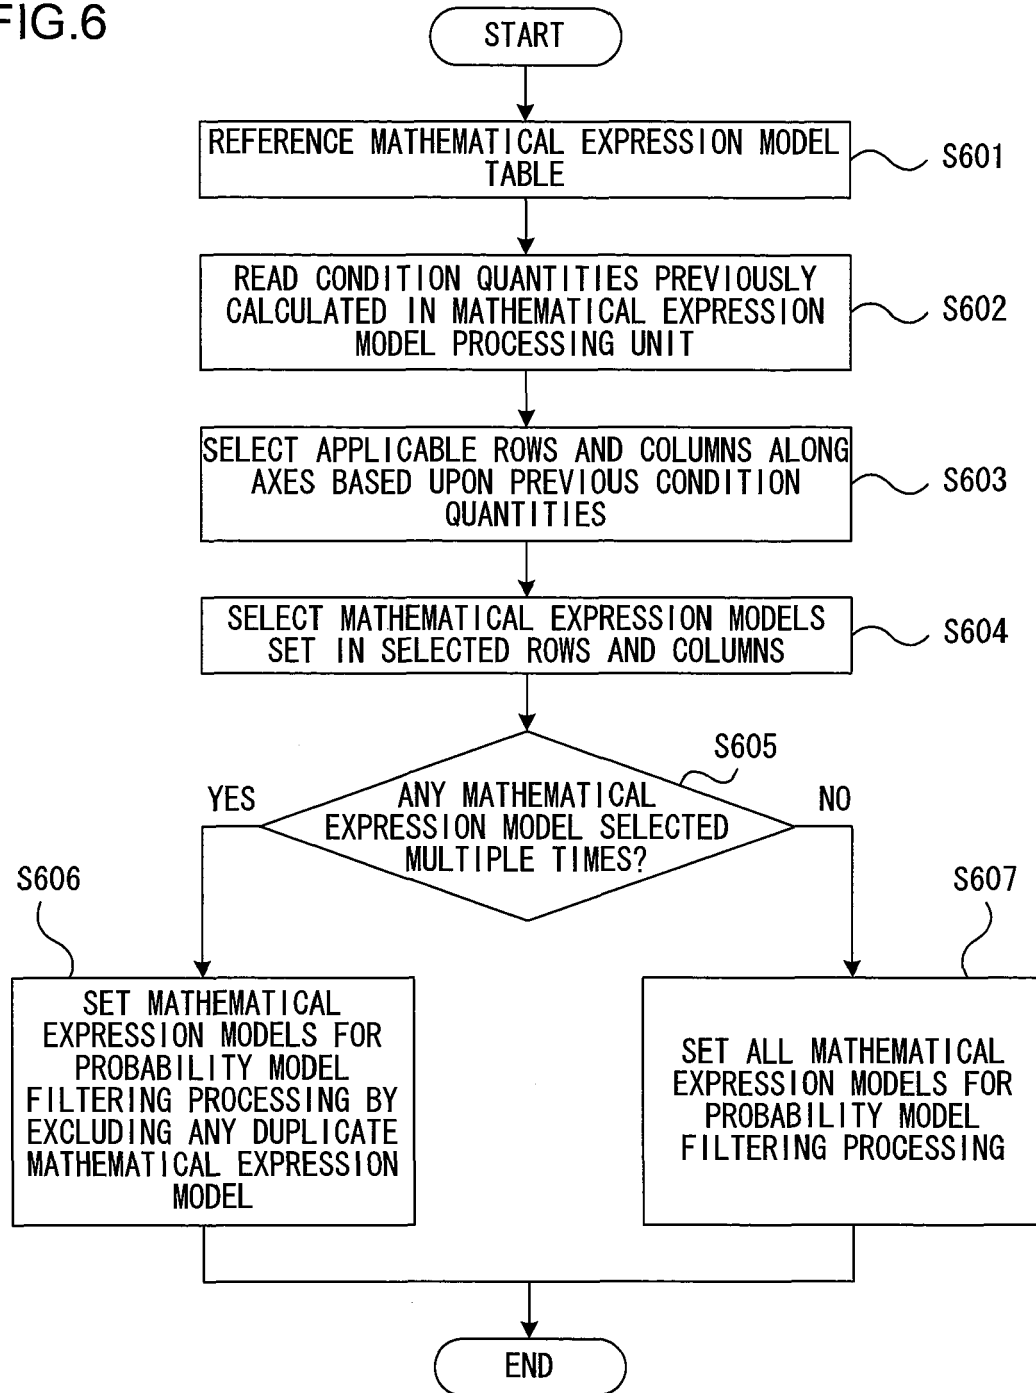 FIG.6
START
REFERENCE MATHEMATICAL EXPRESSION MODEL
TABLE
S601
READ CONDITION QUANTITIES PREVIOUSLY
CALCULATED IN MATHEMATICAL EXPRESSION
MODEL PROCESSING UNIT
S602
SELECT APPLICABLE ROWS AND COLUMNS ALONG
AXES BASED UPON PREVIOUS CONDITION
QUANTITIES
S603
SELECT MATHEMATICAL EXPRESSION MODELS
SET IN SELECTED ROWS AND COLUMNS
S604
S605
YES
ANY MATHEMATICAL
EXPRESSION MODEL SELECTED
MULTIPLE TIMES?
NO
S606
SET MATHEMATICAL
EXPRESSION MODELS FOR
PROBABILITY MODEL
FILTERING PROCESSING BY
EXCLUDING ANY DUPLICATE
MATHEMATICAL EXPRESSION
MODEL
S607
SET ALL MATHEMATICAL
EXPRESSION MODELS FOR
PROBABILITY MODEL
FILTERING PROCESSING
END